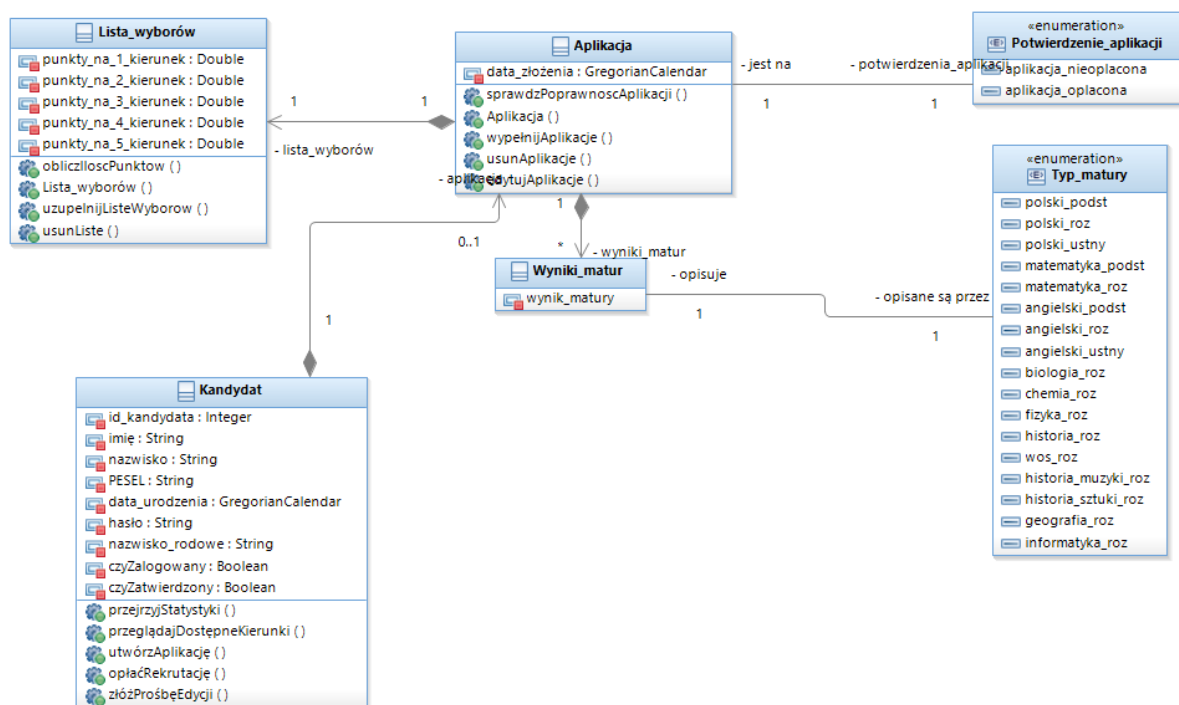 Lista_wyborów
punkty_na_1_kierunek : Double
punkty_na_2_kierunek : Double
punkty_na_3_kierunek : Double
punkty_na_4_kierunek : Double
punkty_na_5_kierunek : Double
obliczIloscPunktow ( )
Lista_wyborów ( )
uzupelnijListeWyborow ( )
usunListe ( )
1
1
- lista_wyborów
Aplikacja
data_złożenia : GregorianCalendar
sprawdzPoprawnoscAplikacji ( )
Aplikacja ( )
wypełnijAplikacje ( )
usunAplikacje ( )
edytujAplikacje ( )
- jest na
- potwierdzenia_aplikacji
1
1
«enumeration»
Potwierdzenie_aplikacji
aplikacja_nieoplacona
aplikacja_oplacona
- aplikacja
0..1
1
1
*
- wyniki_matur
Wyniki_matur
wynik_matury
- opisuje
- opisane są przez
1
1
«enumeration»
Typ_matury
polski_podst
polski_roz
polski_ustny
matematyka_podst
matematyka_roz
angielski_podst
angielski_roz
angielski_ustny
biologia_roz
chemia_roz
fizyka_roz
historia_roz
wos_roz
historia_muzyki_roz
historia_sztuki_roz
geografia_roz
informatyka_roz
Kandydat
id_kandydata : Integer
imię : String
nazwisko : String
PESEL : String
data_urodzenia : GregorianCalendar
hasło : String
nazwisko_rodowe : String
czyZalogowany : Boolean
czyZatwierdzony : Boolean
przejrzyjStatystyki ( )
przeglądajDostępneKierunki ( )
utwórzAplikację ( )
opłaćRekrutację ( )
złóżProśbęEdycji ( )